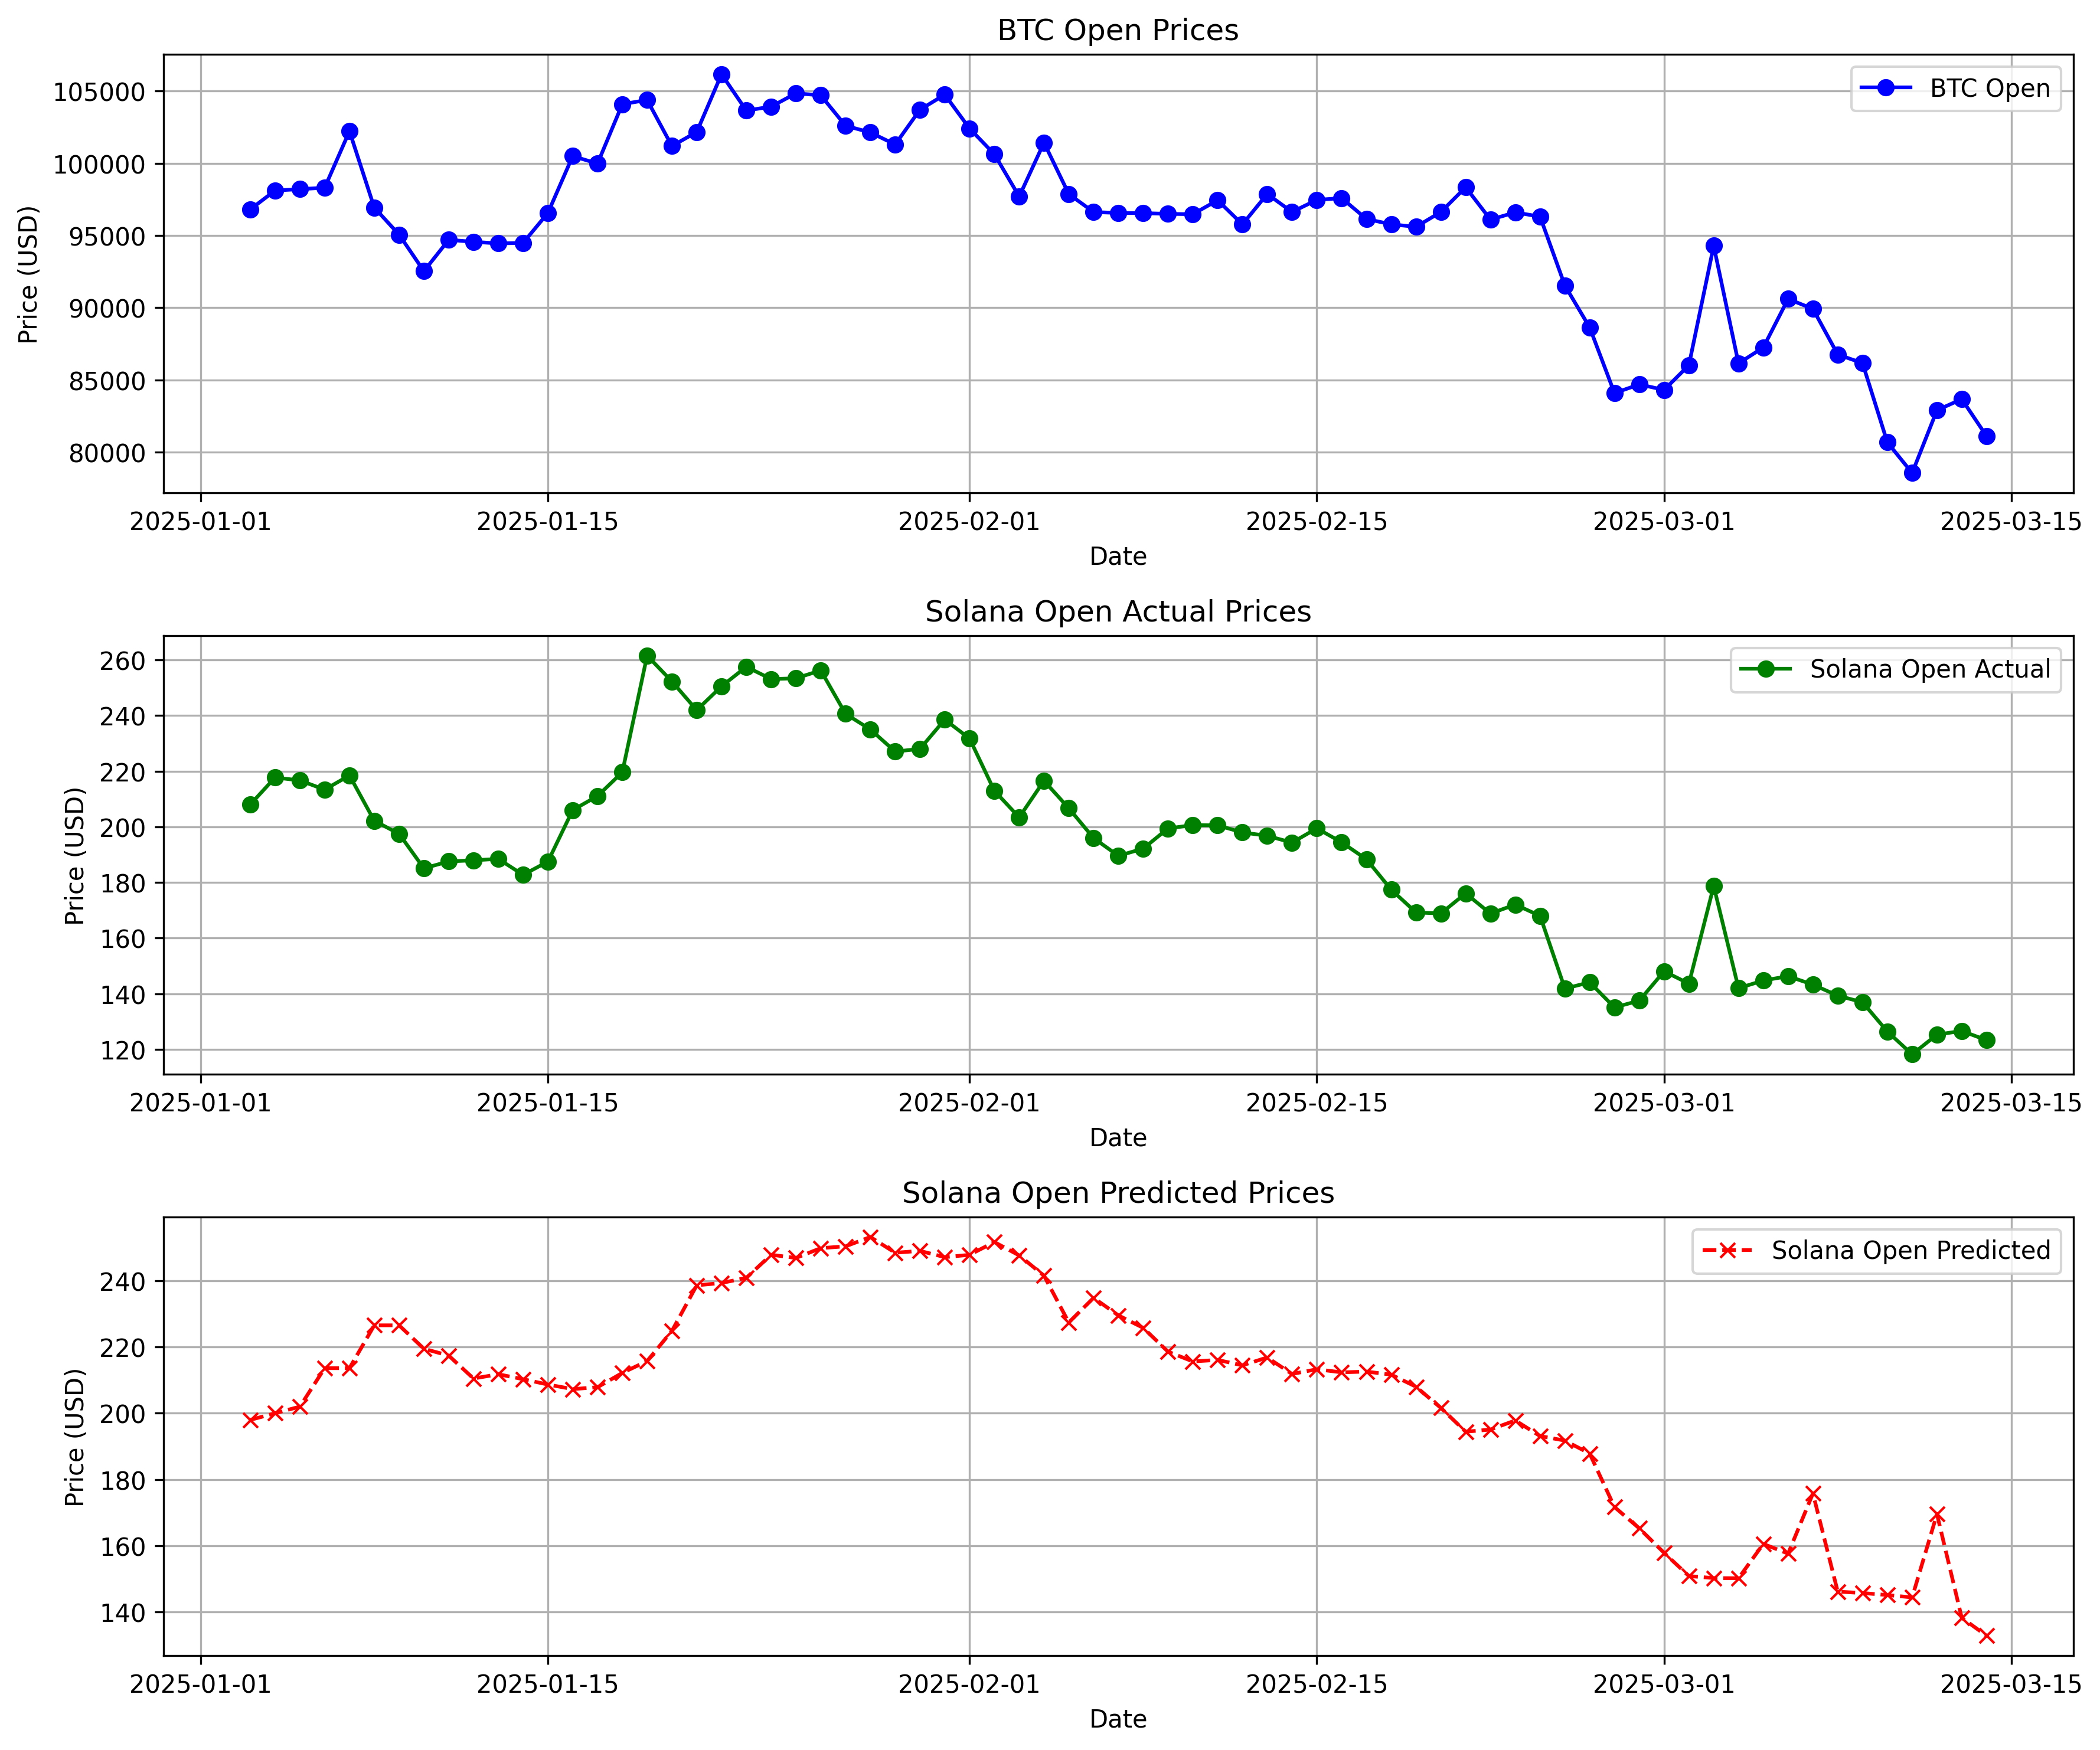 BTC Open Prices
BTC Open
105000
100000
95000
90000
85000
80000
Price (USD)
2025-01-01 2025-01-15 2025-02-01 2025-02-15 2025-03-01 2025-03-15
Date
Solana Open Actual Prices
Solana Open Actual
260
240
220
200
180
160
140
120
Price (USD)
2025-01-01 2025-01-15 2025-02-01 2025-02-15 2025-03-01 2025-03-15
Date
Solana Open Predicted Prices
Solana Open Predicted
240
220
200
180
160
140
Price (USD)
2025-01-01 2025-01-15 2025-02-01 2025-02-15 2025-03-01 2025-03-15
Date